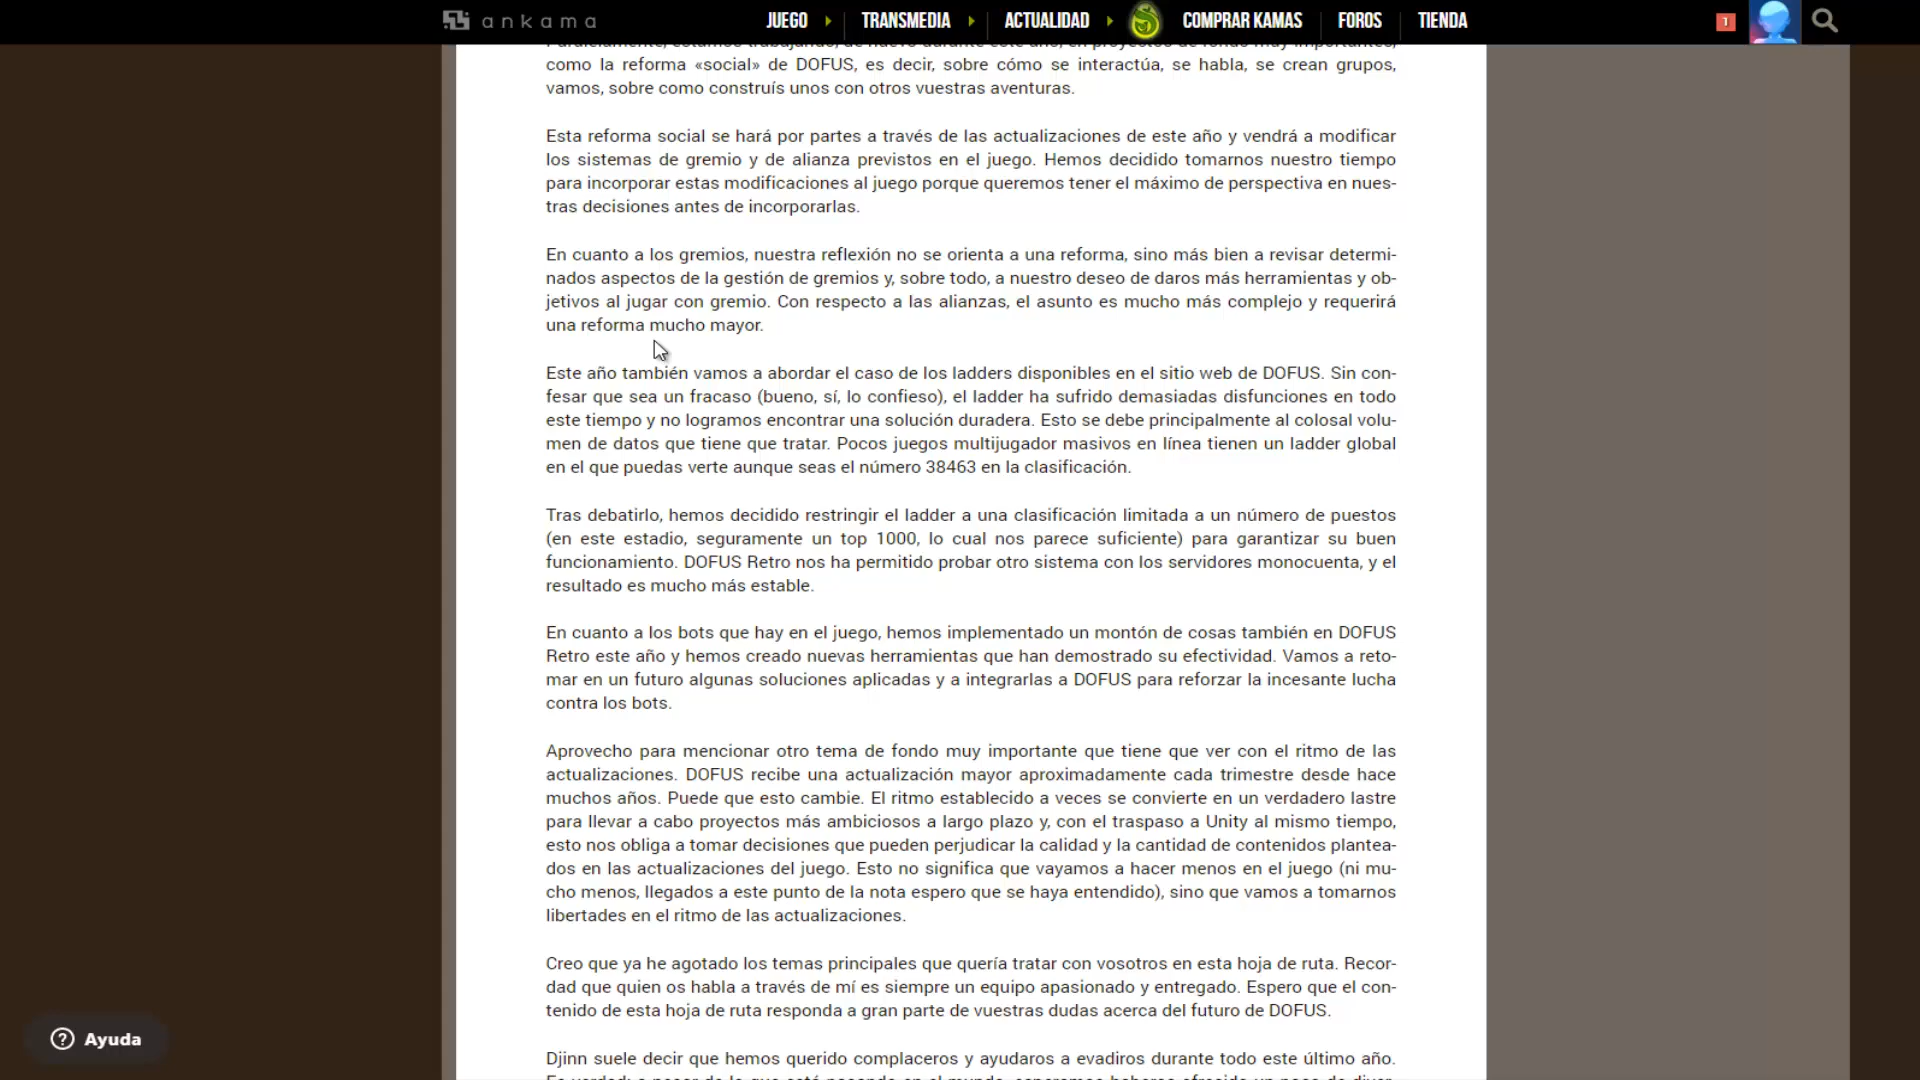 ankama
JUEGO
TRANSMEDIA
ACTUALIDAD
COMPRAR KAMAS
FOROS
TIENDA
1
Paralelamente, estamos trabajando, de nuevo durante este año, en proyectos de fondo muy importantes,
como la reforma «social» de DOFUS, es decir, sobre cómo se interactúa, se habla, se crean grupos,
vamos, sobre como construís unos con otros vuestras aventuras.
Esta reforma social se hará por partes a través de las actualizaciones de este año y vendrá a modificar
los sistemas de gremio y de alianza previstos en el juego. Hemos decidido tomarnos nuestro tiempo
para incorporar estas modificaciones al juego porque queremos tener el máximo de perspectiva en nues-
tras decisiones antes de incorporarlas.
En cuanto a los gremios, nuestra reflexión no se orienta a una reforma, sino más bien a revisar determi-
nados aspectos de la gestión de gremios y, sobre todo, a nuestro deseo de daros más herramientas y ob-
jetivos al jugar con gremio. Con respecto a las alianzas, el asunto es mucho más complejo y requerirá
una reforma mucho mayor.
Este año también vamos a abordar el caso de los ladders disponibles en el sitio web de DOFUS. Sin con-
fesar que sea un fracaso (bueno, sí, lo confieso), el ladder ha sufrido demasiadas disfunciones en todo
este tiempo y no logramos encontrar una solución duradera. Esto se debe principalmente al colosal volu-
men de datos que tiene que tratar. Pocos juegos multijugador masivos en línea tienen un ladder global
en el que puedas verte aunque seas el número 38463 en la clasificación.
Tras debatirlo, hemos decidido restringir el ladder a una clasificación limitada a un número de puestos
(en este estadio, seguramente un top 1000, lo cual nos parece suficiente) para garantizar su buen
funcionamiento. DOFUS Retro nos ha permitido probar otro sistema con los servidores monocuenta, y el
resultado es mucho más estable.
En cuanto a los bots que hay en el juego, hemos implementado un montón de cosas también en DOFUS
Retro este año y hemos creado nuevas herramientas que han demostrado su efectividad. Vamos a reto-
mar en un futuro algunas soluciones aplicadas y a integrarlas a DOFUS para reforzar la incesante lucha
contra los bots.
Aprovecho para mencionar otro tema de fondo muy importante que tiene que ver con el ritmo de las
actualizaciones. DOFUS recibe una actualización mayor aproximadamente cada trimestre desde hace
muchos años. Puede que esto cambie. El ritmo establecido a veces se convierte en un verdadero lastre
para llevar a cabo proyectos más ambiciosos a largo plazo y, con el traspaso a Unity al mismo tiempo,
esto nos obliga a tomar decisiones que pueden perjudicar la calidad y la cantidad de contenidos plantea-
dos en las actualizaciones del juego. Esto no significa que vayamos a hacer menos en el juego (ni mu-
cho menos, llegados a este punto de la nota espero que se haya entendido), sino que vamos a tomarnos
libertades en el ritmo de las actualizaciones.
Creo que ya he agotado los temas principales que quería tratar con vosotros en esta hoja de ruta. Recor-
dad que quien os habla a través de mí es siempre un equipo apasionado y entregado. Espero que el con-
tenido de esta hoja de ruta responda a gran parte de vuestras dudas acerca del futuro de DOFUS.
Djinn suele decir que hemos querido complaceros y ayudaros a evadiros durante todo este último año.
Ayuda